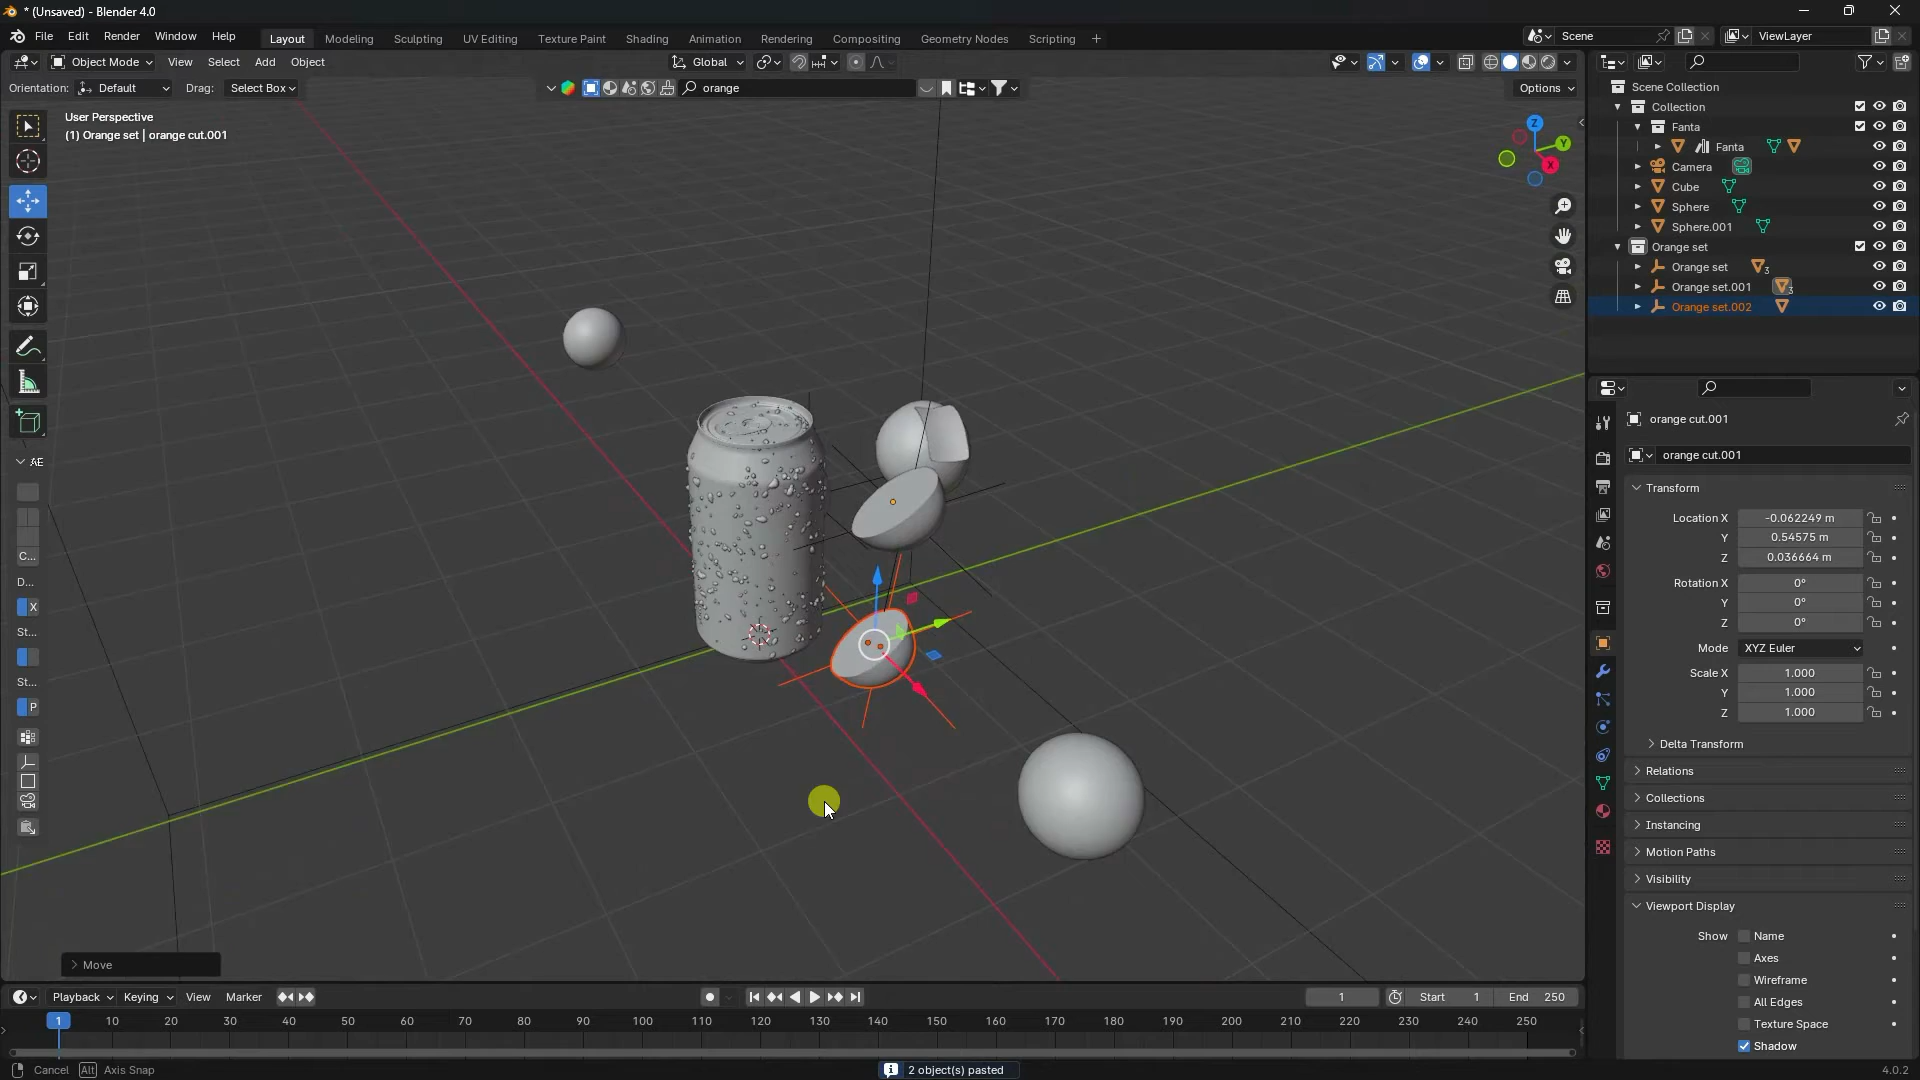 * (Unsaved) - Blender 4.0
File Edit Render Window Help Layout Modeling Sculpting UV Editing Texture Paint Shading Animation Rendering Compositing Geometry Nodes Scripting + Scene ViewLayer
Object Mode View Select Add Object Global
Orientation: Default Drag: Select Box orange Options
User Perspective
(1) Orange set | orange cut.001
Z
Y
X
Scene Collection
Collection
Fanta
Fanta
Camera
Cube
Sphere
Sphere.001
Orange set
Orange set 3
Orange set.001 3
Orange set.002
AE
C...
D...
X
St...
St...
P
orange cut.001
orange cut.001
Transform
Location X -0.062249 m
Y 0.54575 m
Z 0.036664 m
Rotation X 0°
Y 0°
Z 0°
Mode XYZ Euler
Scale X 1.000
Y 1.000
Z 1.000
Delta Transform
Relations
Collections
Instancing
Motion Paths
Visibility
Viewport Display
Show Name
Axes
Wireframe
All Edges
Texture Space
Shadow
Move
Playback Keying View Marker 1 Start 1 End 250
1 10 20 30 40 50 60 70 80 90 100 110 120 130 140 150 160 170 180 190 200 210 220 230 240 250
Cancel Alt Axis Snap 2 object(s) pasted 4.0.2